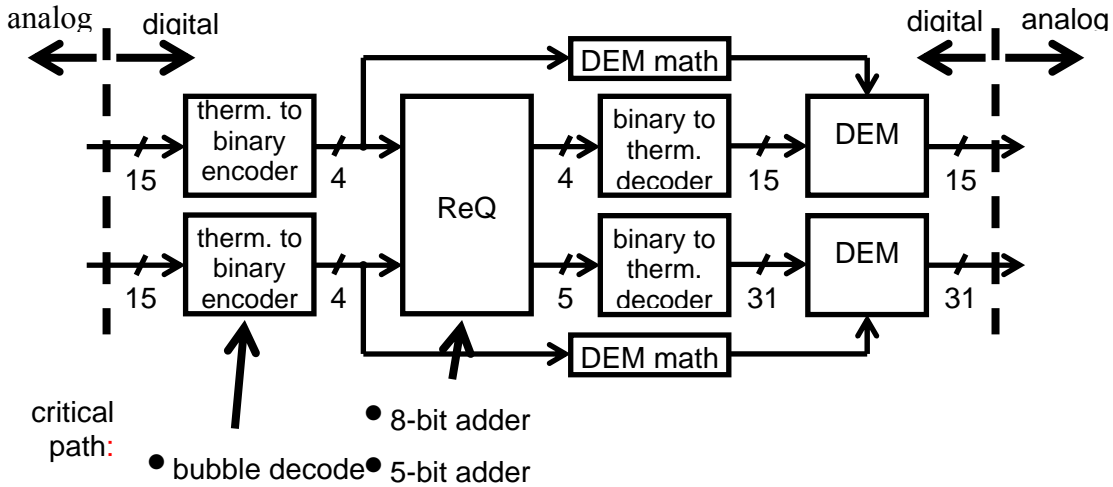 analog
digital
digital
analog
DEM math
therm. to
binary
encoder
binary to
therm.
decoder
DEM
15
4
ReQ
4
15
15
therm. to
binary
encoder
binary to
therm.
decoder
DEM
15
4
5
31
31
DEM math
critical
path:
• bubble decode
• 8-bit adder
• 5-bit adder